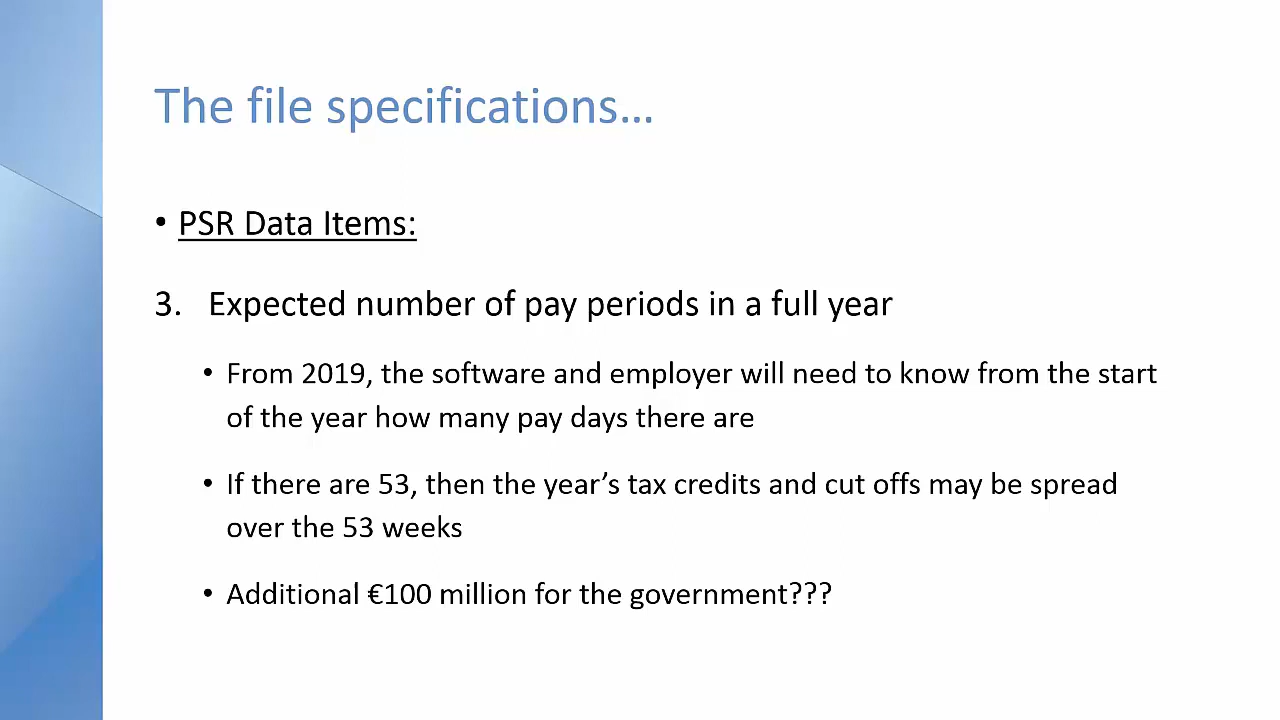 The file specifications…
• PSR Data Items:
3. Expected number of pay periods in a full year
• From 2019, the software and employer will need to know from the start
of the year how many pay days there are
• If there are 53, then the year’s tax credits and cut offs may be spread
over the 53 weeks
• Additional €100 million for the government???